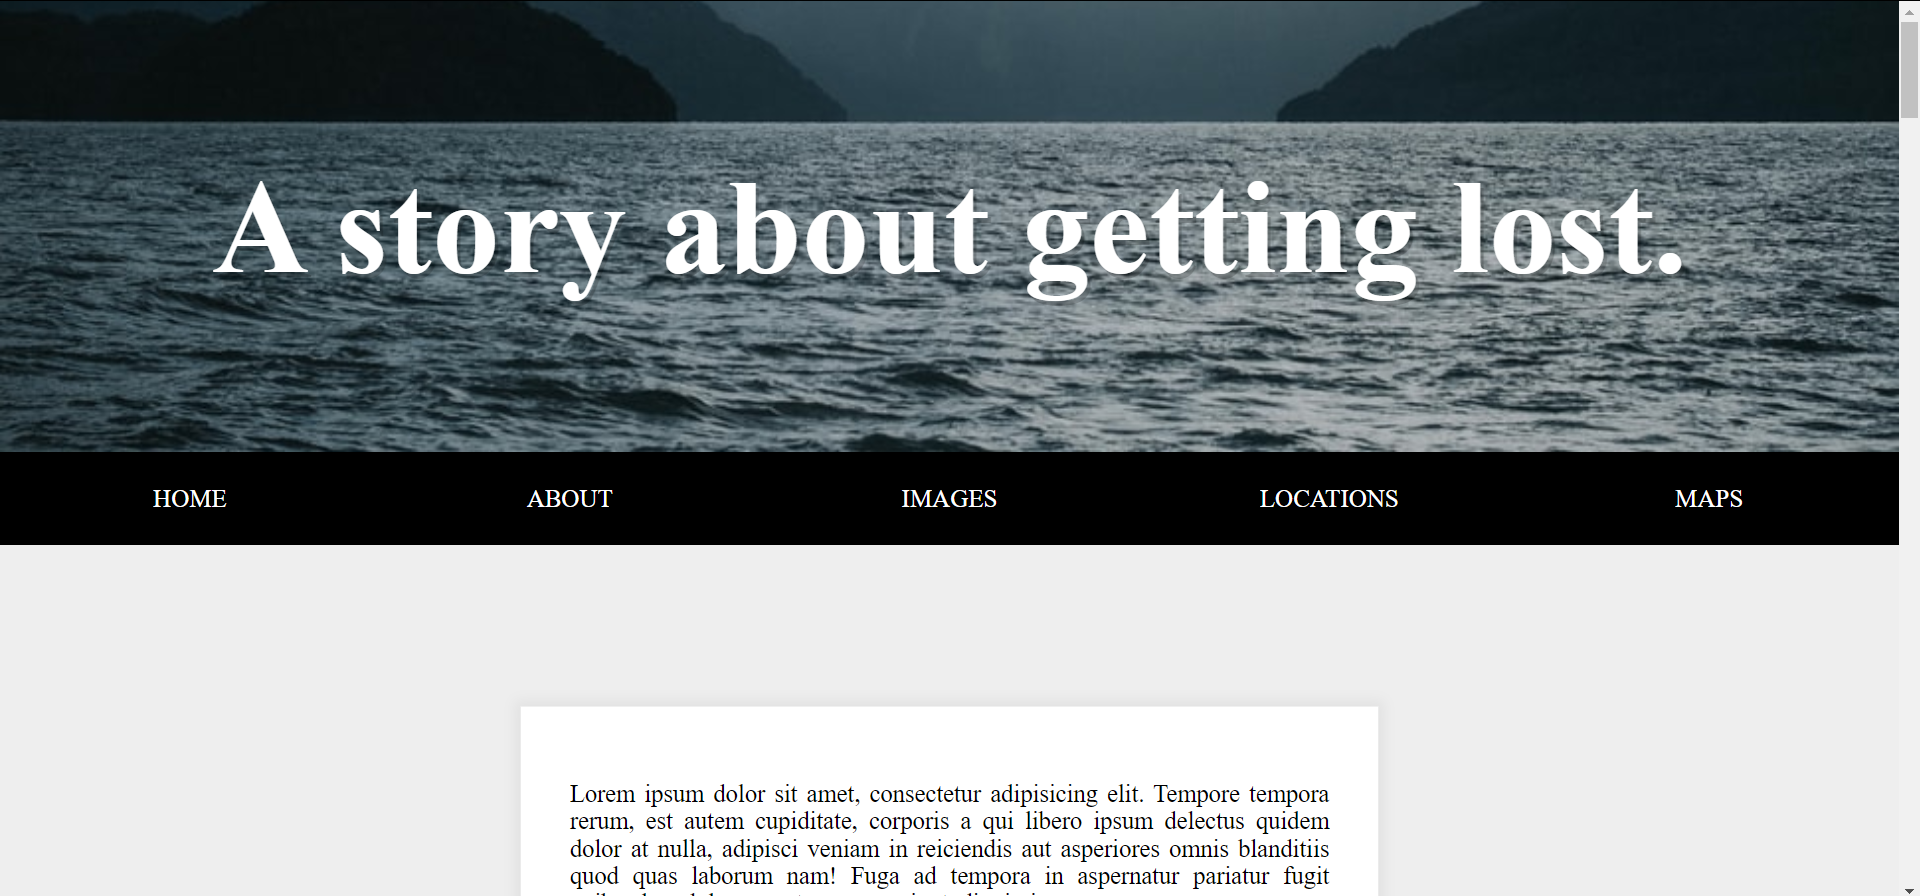 A story about getting lost.
HOME ABOUT IMAGES LOCATIONS MAPS
Lorem ipsum dolor sit amet, consectetur adipisicing elit. Tempore tempora
rerum, est autem cupiditate, corporis a qui libero ipsum delectus quidem
dolor at nulla, adipisci veniam in reiciendis aut asperiores omnis blanditiis
quod quas laborum nam! Fuga ad tempora in aspernatur pariatur fugit